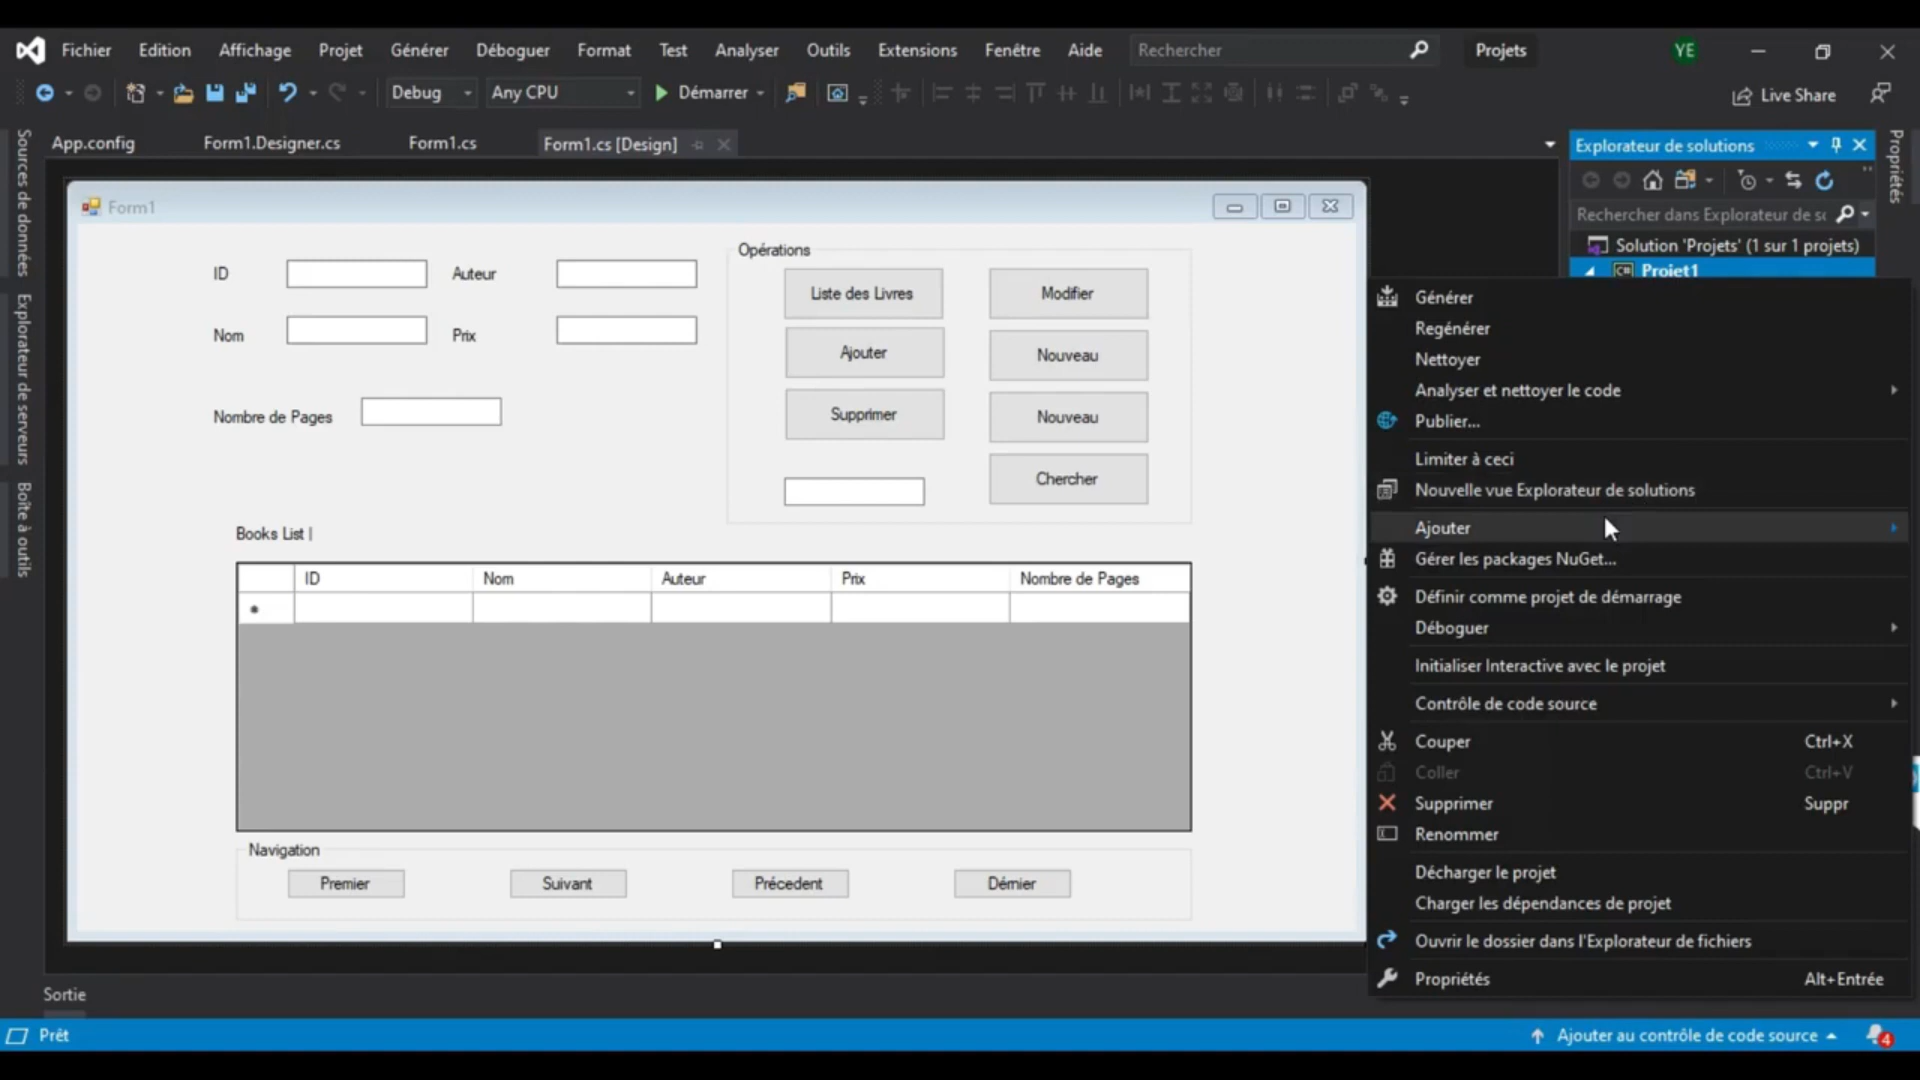 Fichier Edition Affichage Projet Générer Déboguer Format Test Analyser Outils Extensions Fenêtre Aide Rechercher Projets YE
Debug Any CPU Démarrer Live Share
App.config Form1.Designer.cs Form1.cs Form1.cs [Design]
Sources de données
Explorateur de serveurs
Boîte à outils
Form1
ID Auteur
Nom Prix
Nombre de Pages
Opérations
Liste des Livres Modifier
Ajouter Nouveau
Supprimer Nouveau
Chercher
Books List |
ID Nom Auteur Prix Nombre de Pages
Navigation
Premier Suivant Précedent Dérnier
Explorateur de solutions
Propriétés
Rechercher dans Explorateur de so
Solution 'Projets' (1 sur 1 projets)
C# Projet1
Générer
Regénérer
Nettoyer
Analyser et nettoyer le code
Publier...
Limiter à ceci
Nouvelle vue Explorateur de solutions
Ajouter
Gérer les packages NuGet...
Définir comme projet de démarrage
Déboguer
Initialiser Interactive avec le projet
Contrôle de code source
Couper Ctrl+X
Coller Ctrl+V
Supprimer Suppr
Renommer
Décharger le projet
Charger les dépendances de projet
Ouvrir le dossier dans l'Explorateur de fichiers
Propriétés Alt+Entrée
Sortie
Prêt Ajouter au contrôle de code source 4